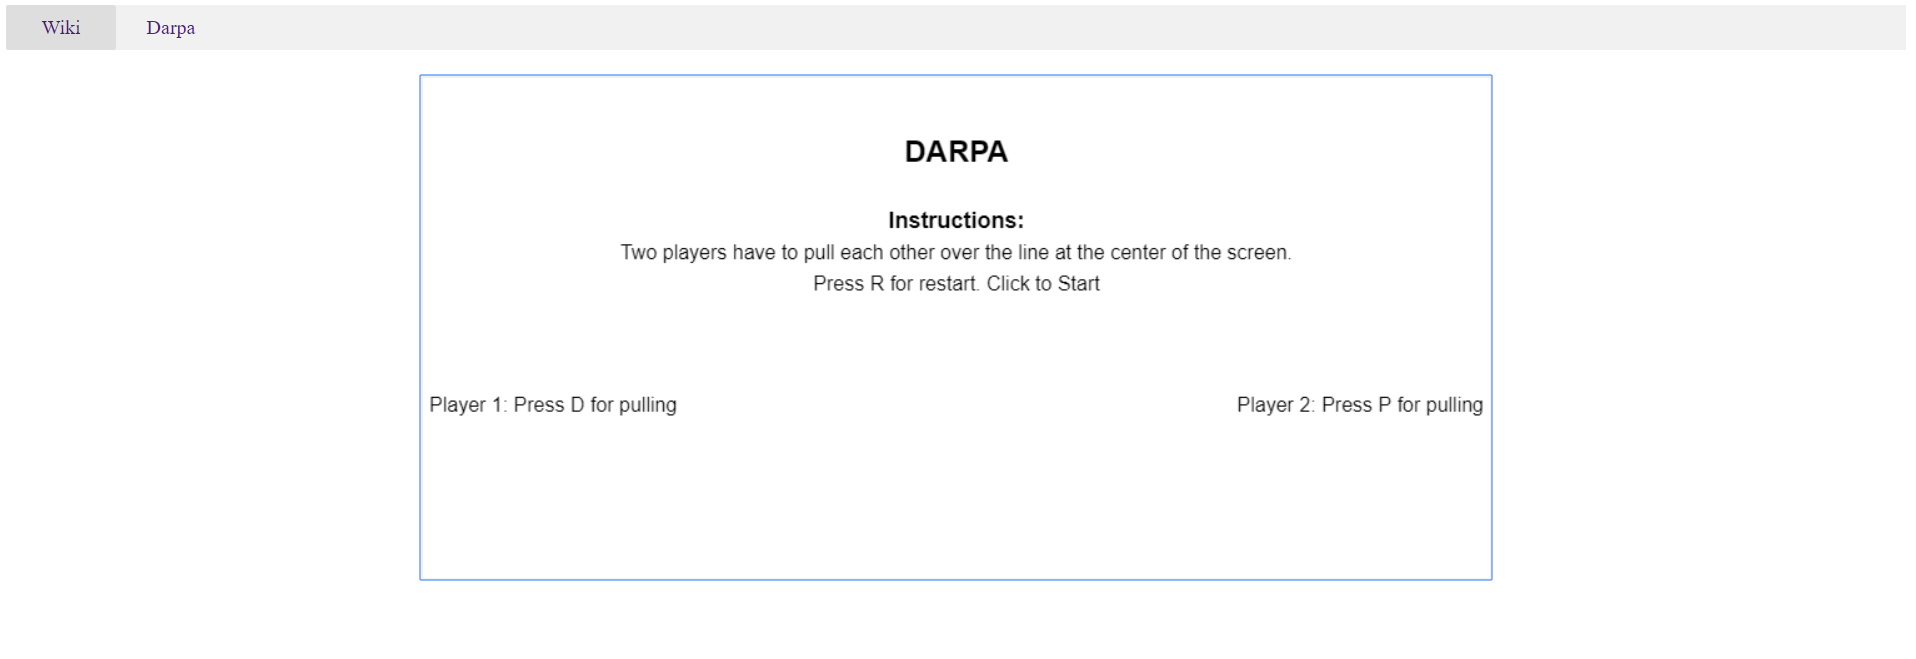 Wiki Darpa
DARPA
Instructions:
Two players have to pull each other over the line at the center of the screen.
Press R for restart. Click to Start
Player 1: Press D for pulling
Player 2: Press P for pulling